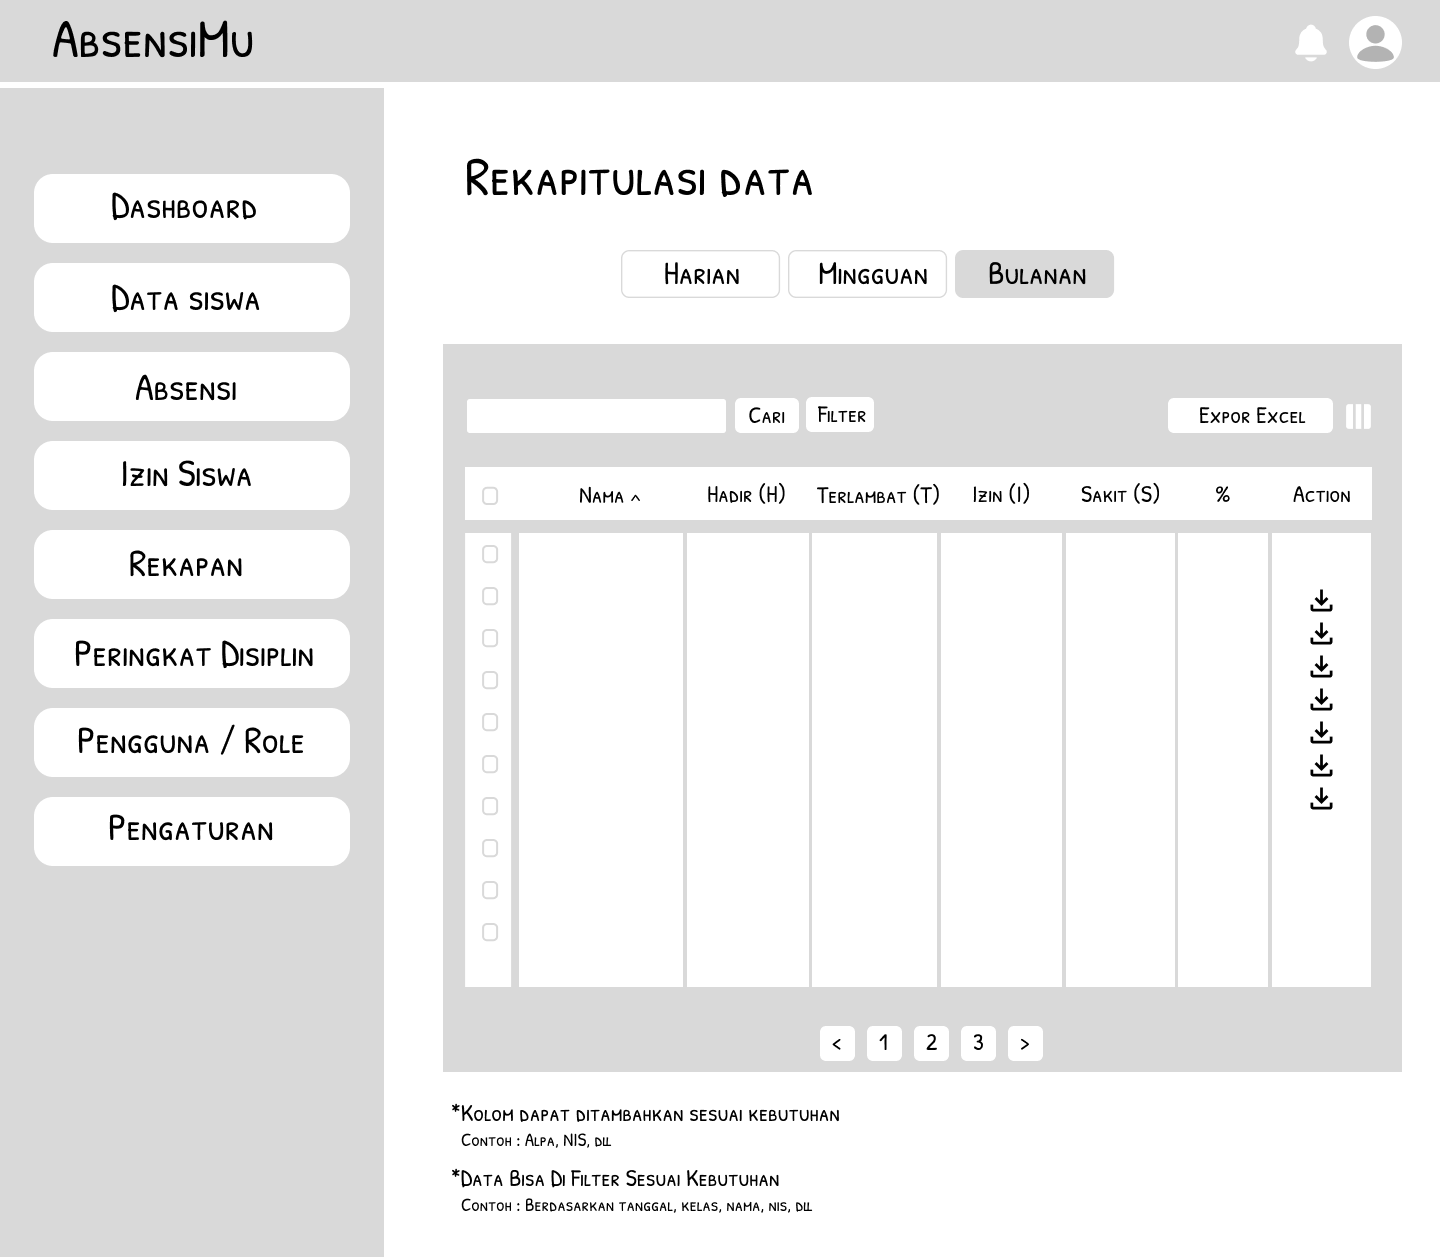 AbsensiMu
Dashboard
Data siswa
Absensi
Izin Siswa
Rekapan
Peringkat Disiplin
Pengguna / Role
Pengaturan
Rekapitulasi data
Harian Mingguan Bulanan
Cari Filter Expor Excel
Nama ^ Hadir (H) Terlambat (T) Izin (I) Sakit (S) % Action
< 1 2 3 >
*Kolom dapat ditambahkan sesuai kebutuhan
Contoh : Alpa, NIS, dll
*Data Bisa Di Filter Sesuai Kebutuhan
Contoh : Berdasarkan tanggal, kelas, nama, nis, dll